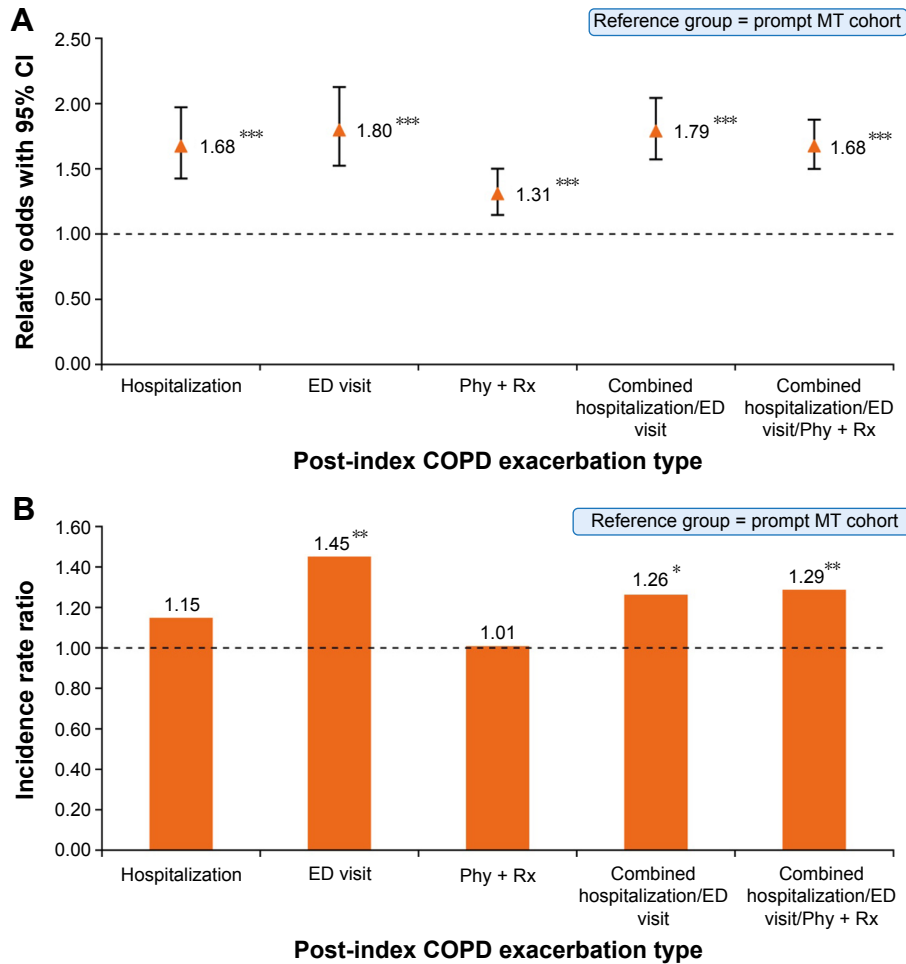 A
Reference group = prompt MT cohort
Relative odds with 95% CI
2.50
2.00
1.50
1.00
0.50
0.00
1.68 ***
1.80 ***
1.31 ***
1.79 ***
1.68 ***
Hospitalization
ED visit
Phy + Rx
Combined
hospitalization/ED
visit
Combined
hospitalization/ED
visit/Phy + Rx
Post-index COPD exacerbation type
B
Reference group = prompt MT cohort
Incidence rate ratio
1.60
1.40
1.20
1.00
0.80
0.60
0.40
0.20
0.00
1.15
1.45 **
1.01
1.26 *
1.29 **
Hospitalization
ED visit
Phy + Rx
Combined
hospitalization/ED
visit
Combined
hospitalization/ED
visit/Phy + Rx
Post-index COPD exacerbation type